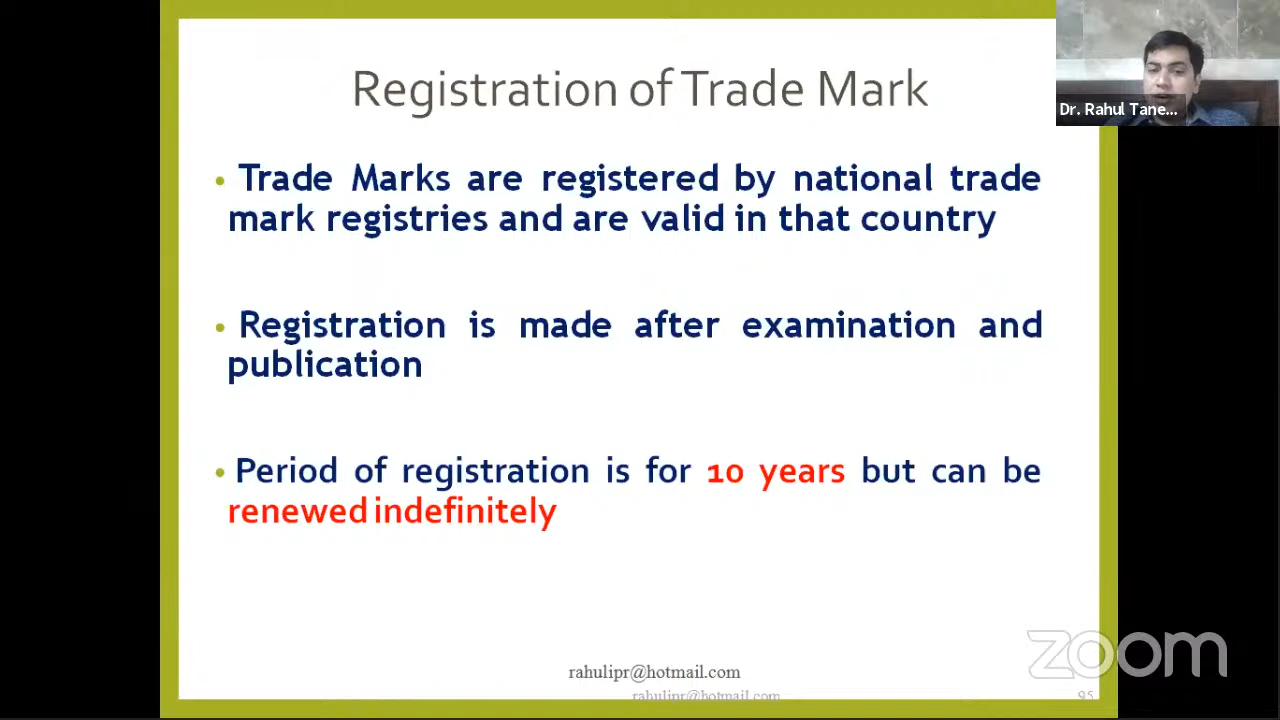 Registration of Trade Mark
Dr. Rahul Tane...
• Trade Marks are registered by national trade
mark registries and are valid in that country
• Registration is made after examination and
publication
• Period of registration is for 10 years but can be
renewed indefinitely
zoom
rahulipr@hotmail.com
rahulipr@hotmail.com
95